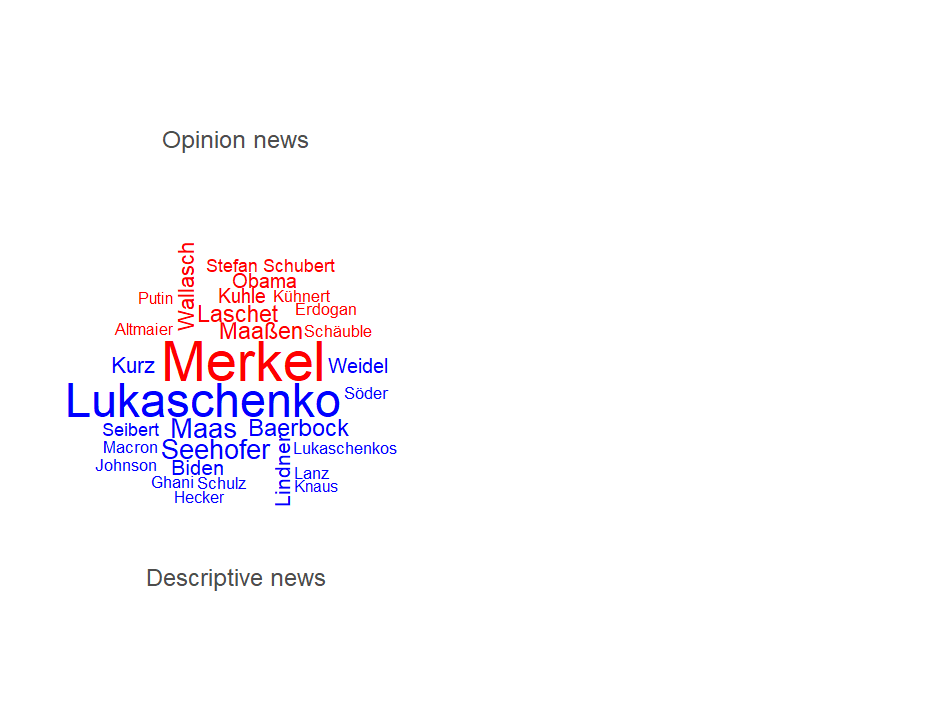 Opinion news
Wallasch
Stefan Schubert
Obama
Putin
Kuhle Kühnert
Laschet Erdogan
Altmaier Maaßen Schäuble
Kurz Merkel Weidel
Lukaschenko Söder
Seibert Maas Baerbock
Macron Seehofer Lukaschenkos
Johnson Biden Lindner Lanz
Ghani Schulz Knaus
Hecker
Descriptive news